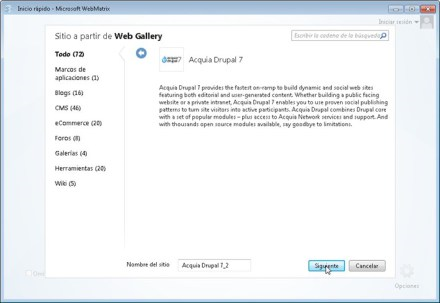 Inicio rápido - Microsoft WebMatrix
Iniciar sesión
Sitio a partir de Web Gallery
Escribir la cadena de la búsqueda
Todo (72)
Marcos de
aplicaciones (1)
Blogs (16)
CMS (46)
eCommerce (20)
Foros (8)
Galerías (4)
Herramientas (20)
Wiki (5)
Acquia Drupal 7
Acquia Drupal 7 provides the fastest on-ramp to build dynamic and social web sites
featuring both editorial and user-generated content. Whether building a public facing
website or a private intranet, Acquia Drupal 7 enables you to use proven social publishing
patterns to turn site visitors into active participants. Acquia Drupal combines Drupal core
with a set of popular modules – plus access to Acquia Network services and support. And
with thousands open source modules available, say goodbye to limitations.
Nombre del sitio
Acquia Drupal 7_2
Siguiente
Cancelar
Opciones